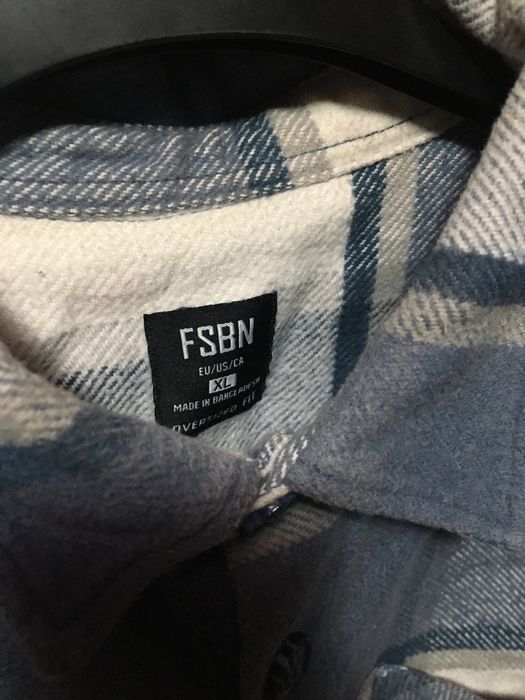 FSBN
EU/US/CA
XL
MADE IN BANGLADESH
OVERSIZED FIT